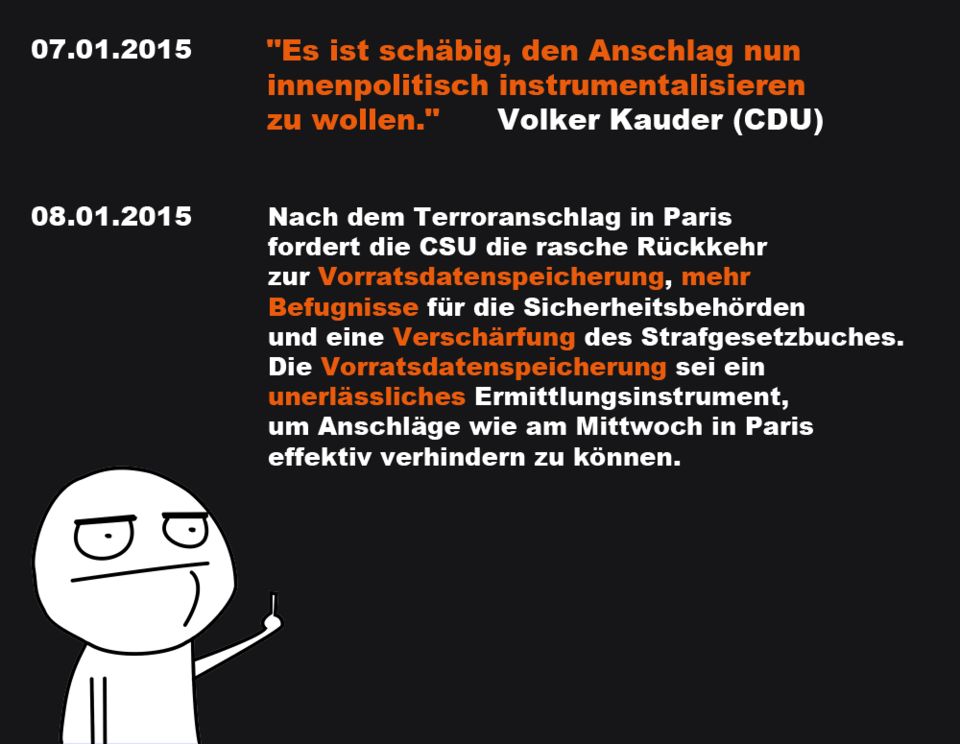 07.01.2015 "Es ist schäbig, den Anschlag nun
innenpolitisch instrumentalisieren
zu wollen." Volker Kauder (CDU)
08.01.2015 Nach dem Terroranschlag in Paris
fordert die CSU die rasche Rückkehr
zur Vorratsdatenspeicherung, mehr
Befugnisse für die Sicherheitsbehörden
und eine Verschärfung des Strafgesetzbuches.
Die Vorratsdatenspeicherung sei ein
unerlässliches Ermittlungsinstrument,
um Anschläge wie am Mittwoch in Paris
effektiv verhindern zu können.